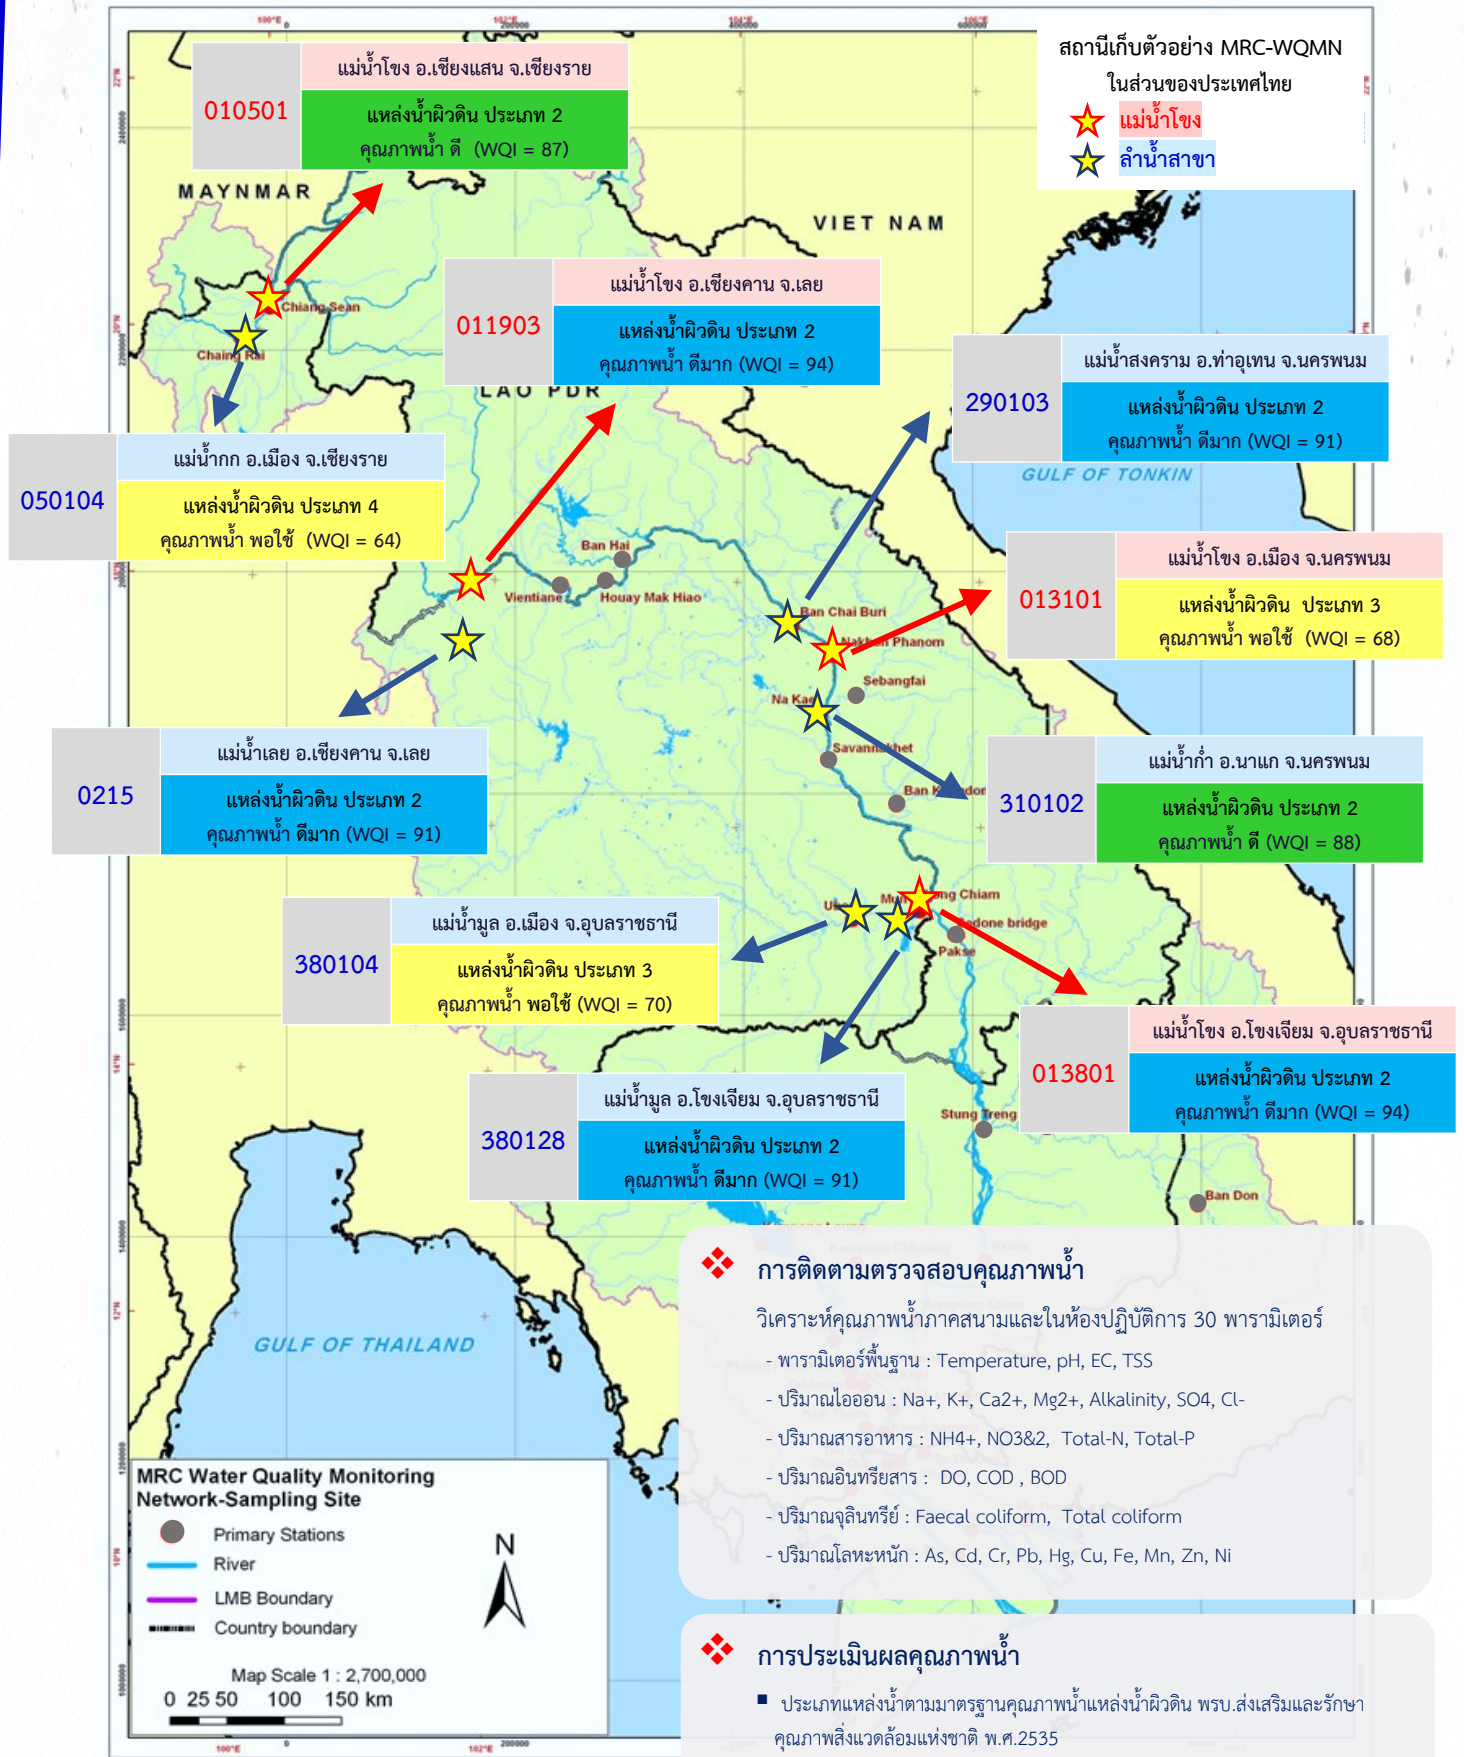 100°E 0 102°E 200000 104°E 400000 106°E 600000
สถานีเก็บตัวอย่าง MRC-WQMN
ในส่วนของประเทศไทย
แม่น้ำโขง
ลำน้ำสาขา
010501
แม่น้ำโขง อ.เชียงแสน จ.เชียงราย
แหล่งน้ำผิวดิน ประเภท 2
คุณภาพน้ำ ดี (WQI = 87)
MAYNMAR
VIET NAM
22°N
2400000
20°N
2200000
Chiang Sean
Chaing Rai
011903
แม่น้ำโขง อ.เชียงคาน จ.เลย
แหล่งน้ำผิวดิน ประเภท 2
คุณภาพน้ำ ดีมาก (WQI = 94)
LAO PDR
290103
แม่น้ำสงคราม อ.ท่าอุเทน จ.นครพนม
แหล่งน้ำผิวดิน ประเภท 2
คุณภาพน้ำ ดีมาก (WQI = 91)
GULF OF TONKIN
050104
แม่น้ำกก อ.เมือง จ.เชียงราย
แหล่งน้ำผิวดิน ประเภท 4
คุณภาพน้ำ พอใช้ (WQI = 64)
Ban Hai
Vientiane
Houay Mak Hiao
Ban Chai Buri
Nakhon Phanom
013101
แม่น้ำโขง อ.เมือง จ.นครพนม
แหล่งน้ำผิวดิน ประเภท 3
คุณภาพน้ำ พอใช้ (WQI = 68)
Sebangfai
Na Kae
Savannakhet
0215
แม่น้ำเลย อ.เชียงคาน จ.เลย
แหล่งน้ำผิวดิน ประเภท 2
คุณภาพน้ำ ดีมาก (WQI = 91)
310102
แม่น้ำก่ำ อ.นาแก จ.นครพนม
แหล่งน้ำผิวดิน ประเภท 2
คุณภาพน้ำ ดี (WQI = 88)
380104
แม่น้ำมูล อ.เมือง จ.อุบลราชธานี
แหล่งน้ำผิวดิน ประเภท 3
คุณภาพน้ำ พอใช้ (WQI = 70)
Mun
Sedone bridge
Pakse
013801
แม่น้ำโขง อ.โขงเจียม จ.อุบลราชธานี
แหล่งน้ำผิวดิน ประเภท 2
คุณภาพน้ำ ดีมาก (WQI = 94)
1600000
14°N
380128
แม่น้ำมูล อ.โขงเจียม จ.อุบลราชธานี
แหล่งน้ำผิวดิน ประเภท 2
คุณภาพน้ำ ดีมาก (WQI = 91)
Stung Treng
Ban Don
1400000
12°N
GULF OF THAILAND
การติดตามตรวจสอบคุณภาพน้ำ
วิเคราะห์คุณภาพน้ำภาคสนามและในห้องปฏิบัติการ 30 พารามิเตอร์
- พารามิเตอร์พื้นฐาน : Temperature, pH, EC, TSS
- ปริมาณไอออน : Na+, K+, Ca2+, Mg2+, Alkalinity, SO4, Cl-
- ปริมาณสารอาหาร : NH4+, NO3&2, Total-N, Total-P
- ปริมาณอินทรียสาร : DO, COD , BOD
- ปริมาณจุลินทรีย์ : Faecal coliform, Total coliform
- ปริมาณโลหะหนัก : As, Cd, Cr, Pb, Hg, Cu, Fe, Mn, Zn, Ni
1200000
10°N
1000000
MRC Water Quality Monitoring
Network-Sampling Site
Primary Stations
River
LMB Boundary
Country boundary
N
Map Scale 1 : 2,700,000
0 25 50 100 150 km
การประเมินผลคุณภาพน้ำ
ประเภทแหล่งน้ำตามมาตรฐานคุณภาพน้ำแหล่งน้ำผิวดิน พรบ.ส่งเสริมและรักษา
คุณภาพสิ่งแวดล้อมแห่งชาติ พ.ศ.2535
100°E 0 102°E 200000